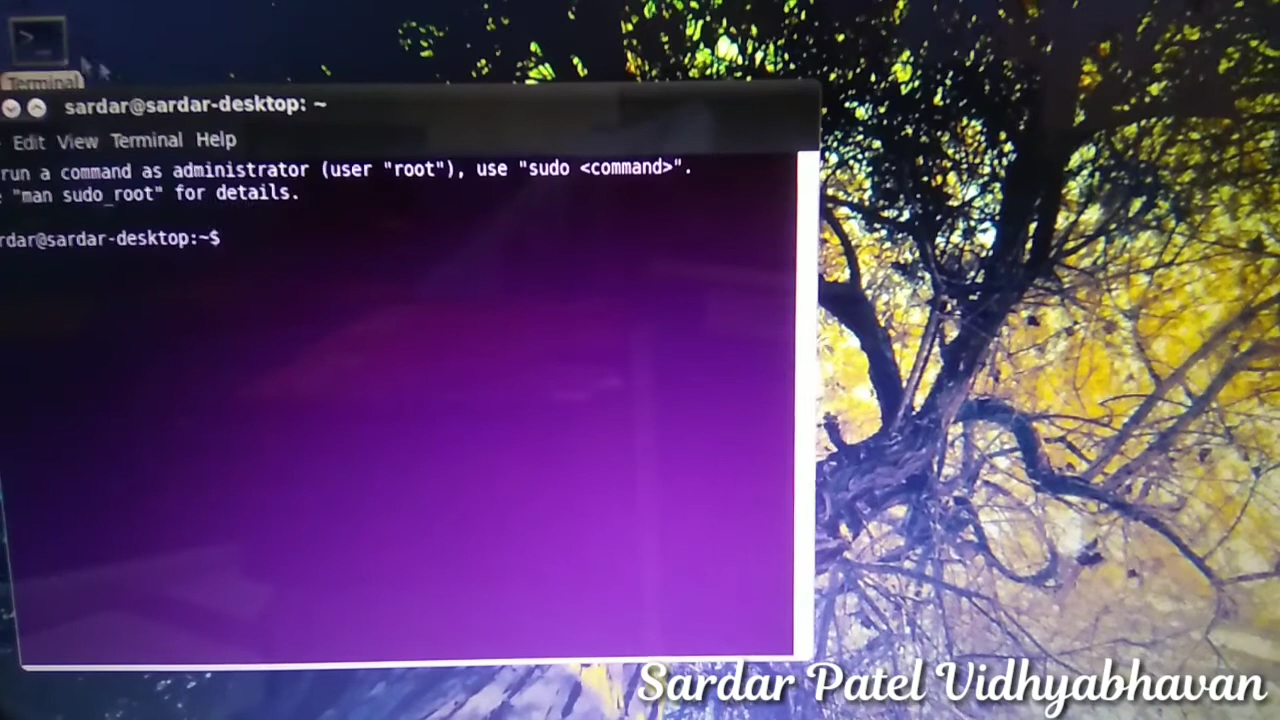 Terminal
sardar@sardar-desktop: ~
Edit View Terminal Help
run a command as administrator (user "root"), use "sudo <command>".
"man sudo_root" for details.
rdar@sardar-desktop:~$
Sardar Patel Vidhyabhavan